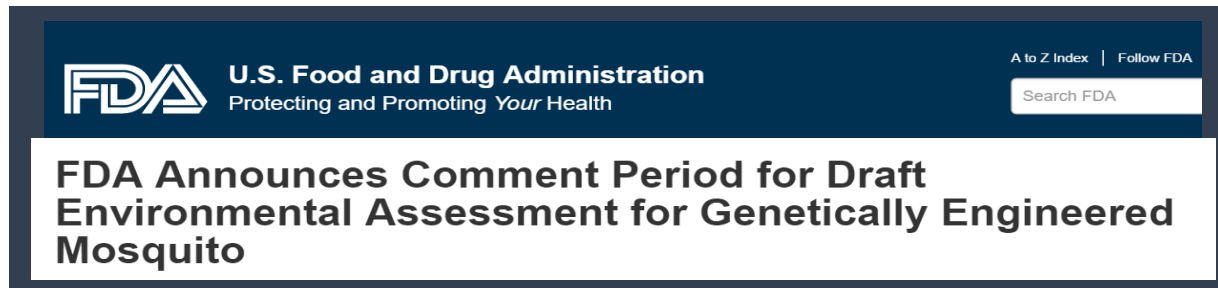 A to Z Index | Follow FDA
FDA U.S. Food and Drug Administration
Protecting and Promoting Your Health
Search FDA
FDA Announces Comment Period for Draft
Environmental Assessment for Genetically Engineered
Mosquito